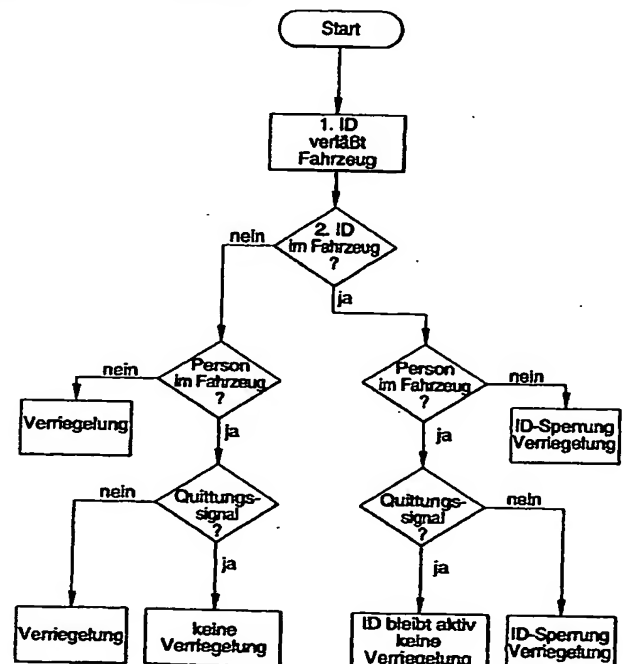 Start
1. ID
verläßt
Fahrzeug
2. ID
im Fahrzeug
?
nein
ja
Person
im Fahrzeug
?
nein
ja
Verriegelung
Person
im Fahrzeug
?
nein
ja
ID-Sperrung
Verriegelung
Quittungs-
signal
?
nein
ja
Quittungs-
signal
?
nein
ja
Verriegelung
keine
Verriegelung
ID bleibt aktiv
keine
Verriegelung
ID-Sperrung
Verriegelung